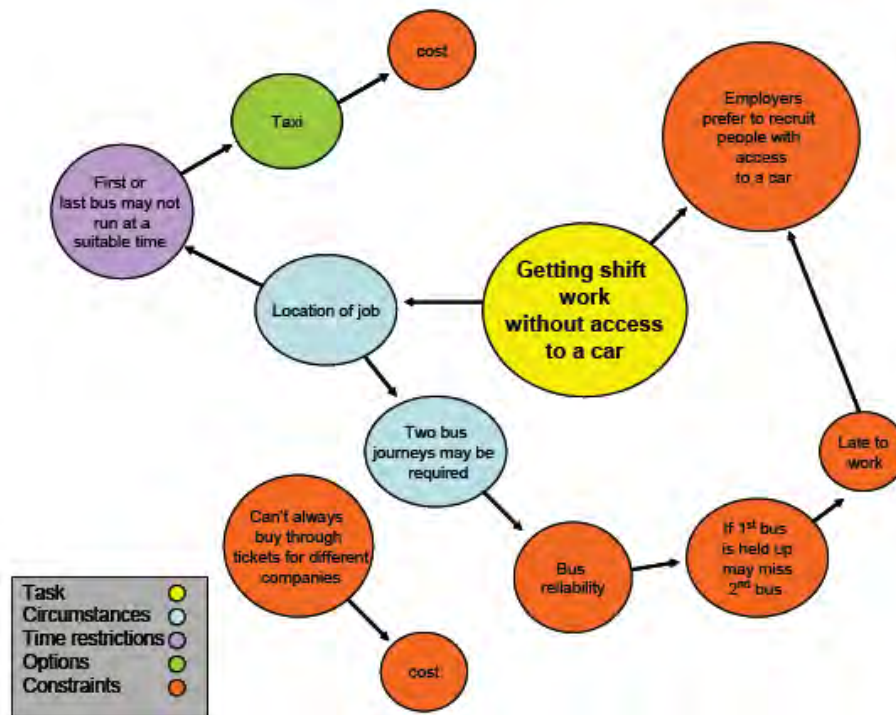 cost
Taxi
Employers
prefer to recruit
people with
access
to a car
First or
last bus may not
run at a
suitable time
Getting shift
work
without access
to a car
Location of job
Two bus
journeys may be
required
Late to
work
Can't always
buy through
tickets for different
companies
If 1st bus
is held up
may miss
2nd bus
Bus
reliability
cost
Task
Circumstances
Time restrictions
Options
Constraints